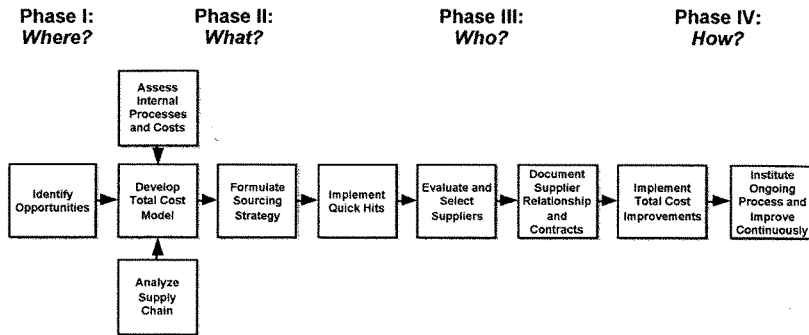 Phase I:
Where?
Phase II:
What?
Phase III:
Who?
Phase IV:
How?
Assess
Internal
Processes
and Costs
Identify
Opportunities
Develop
Total Cost
Model
Formulate
Sourcing
Strategy
Implement
Quick Hits
Evaluate and
Select
Suppliers
Document
Supplier
Relationship
and
Contracts
Implement
Total Cost
Improvements
Institute
Ongoing
Process and
Improve
Continuously
Analyze
Supply
Chain